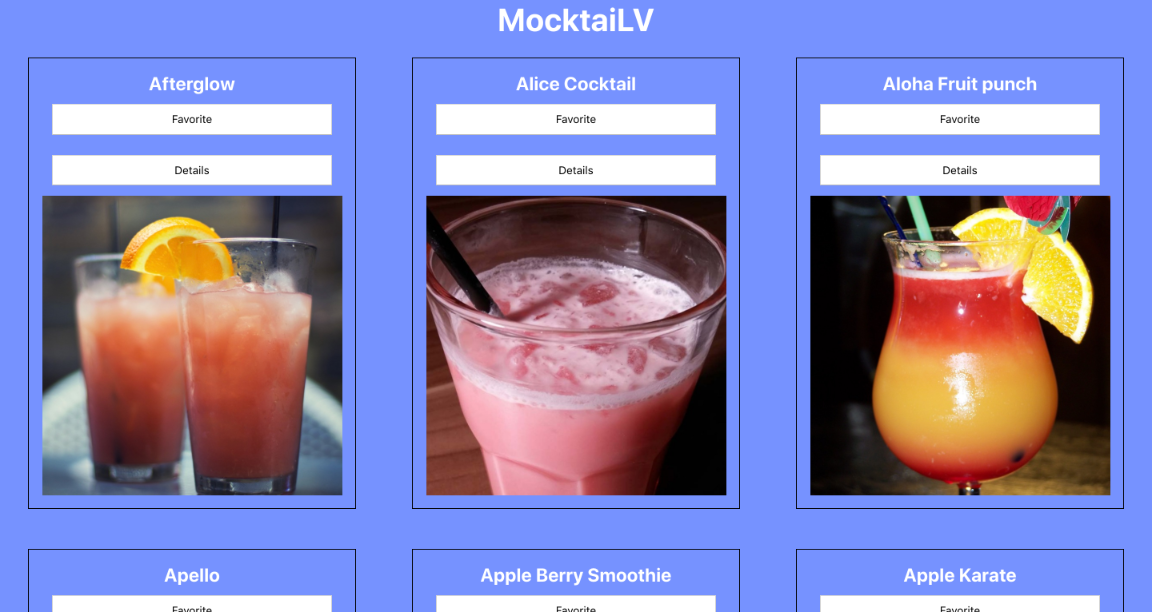 MocktaiLV
Afterglow
Favorite
Details
Alice Cocktail
Favorite
Details
Aloha Fruit punch
Favorite
Details
Apello
Favorite
Apple Berry Smoothie
Favorite
Apple Karate
Favorite